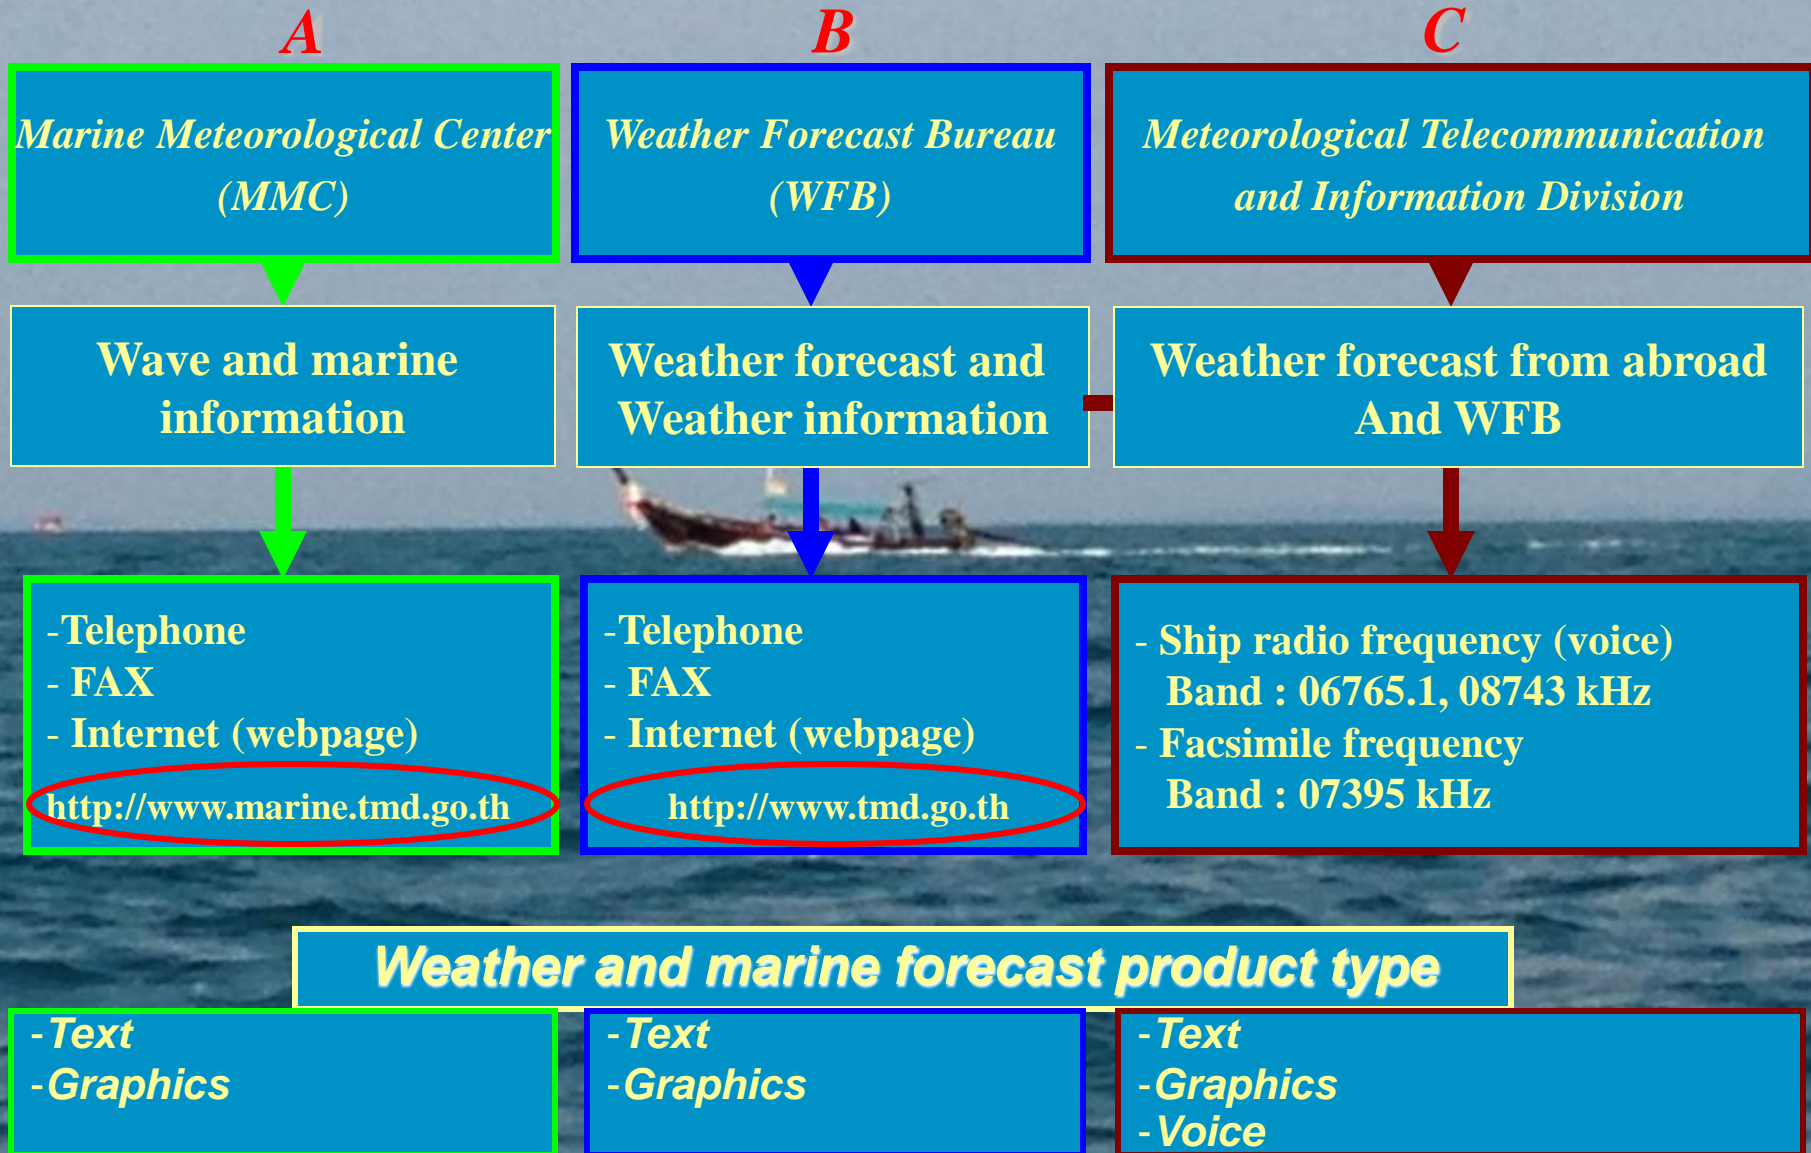 A
B
C
Marine Meteorological Center
(MMC)
Weather Forecast Bureau
(WFB)
Meteorological Telecommunication
and Information Division
Wave and marine
information
Weather forecast and
Weather information
Weather forecast from abroad
And WFB
-Telephone
- FAX
- Internet (webpage)
http://www.marine.tmd.go.th
-Telephone
- FAX
- Internet (webpage)
http://www.tmd.go.th
- Ship radio frequency (voice)
Band : 06765.1, 08743 kHz
- Facsimile frequency
Band : 07395 kHz
Weather and marine forecast product type
-Text
-Graphics
-Text
-Graphics
-Text
-Graphics
-Voice